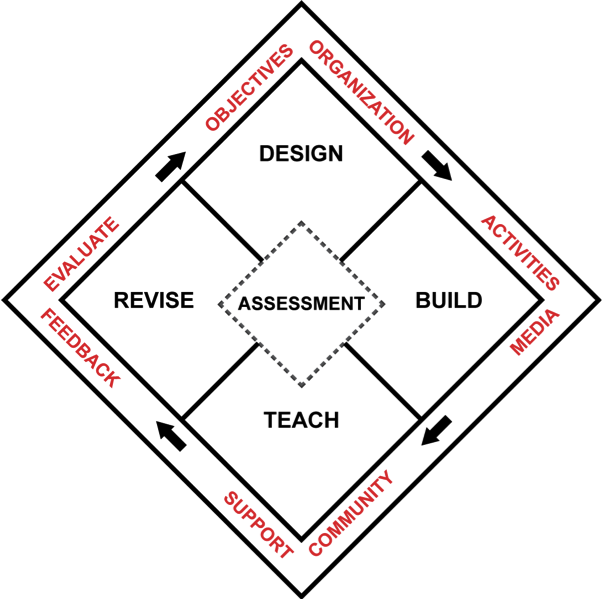 OBJECTIVES
ORGANIZATION
DESIGN
EVALUATE
ACTIVITIES
REVISE
ASSESSMENT
BUILD
FEEDBACK
MEDIA
TEACH
SUPPORT
COMMUNITY